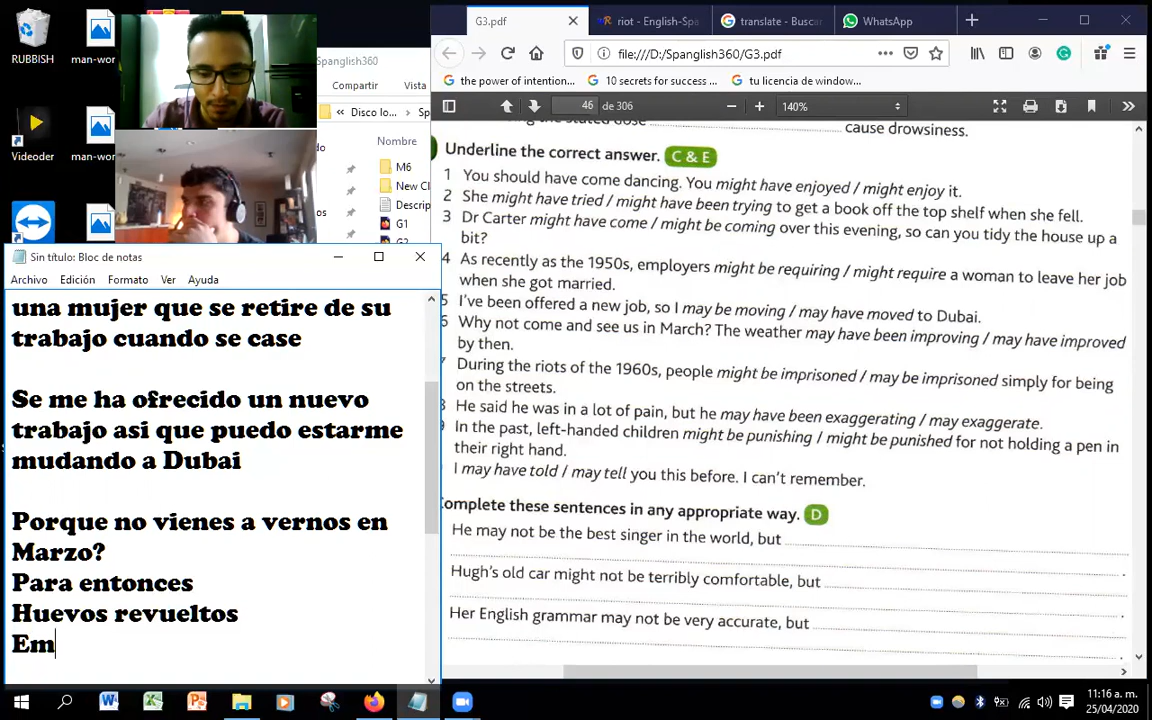 RUBBISH
man-wor
Videoder
man-wor
Spanglish360
Compartir
Vista
Disco lo...
Sp
Nombre
M6
New Cl
Descrip
G1
G2
Sin título: Bloc de notas
Archivo Edición Formato Ver Ayuda
una mujer que se retire de su
trabajo cuando se case
Se me ha ofrecido un nuevo
trabajo asi que puedo estarme
mudando a Dubai
Porque no vienes a vernos en
Marzo?
Para entonces
Huevos revueltos
Em
G3.pdf
riot - English-Spa
translate - Buscar
WhatsApp
file:///D:/Spanglish360/G3.pdf
the power of intention...
10 secrets for success ...
tu licencia de window...
46 de 306
140%
cause drowsiness.
Underline the correct answer. C & E
1 You should have come dancing. You might have enjoyed / might enjoy it.
2 She might have tried / might have been trying to get a book off the top shelf when she fell.
3 Dr Carter might have come / might be coming over this evening, so can you tidy the house up a
bit?
4 As recently as the 1950s, employers might be requiring / might require a woman to leave her job
when she got married.
5 I've been offered a new job, so I may be moving / may have moved to Dubai.
6 Why not come and see us in March? The weather may have been improving / may have improved
by then.
7 During the riots of the 1960s, people might be imprisoned / may be imprisoned simply for being
on the streets.
8 He said he was in a lot of pain, but he may have been exaggerating / may exaggerate.
9 In the past, left-handed children might be punishing / might be punished for not holding a pen in
their right hand.
I may have told / may tell you this before. I can't remember.
Complete these sentences in any appropriate way. D
He may not be the best singer in the world, but
Hugh's old car might not be terribly comfortable, but
Her English grammar may not be very accurate, but
11:16 a. m.
25/04/2020